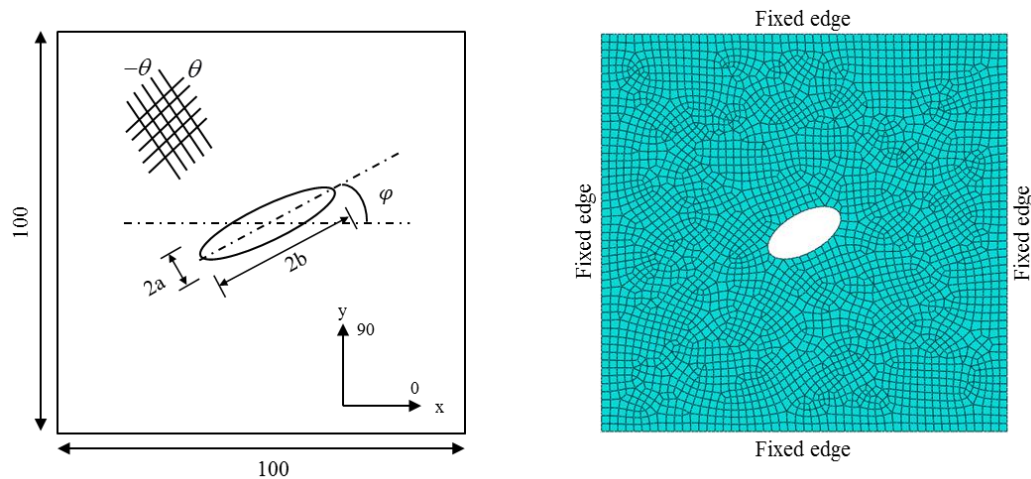 −θ θ
φ
100
2a
2b
y
90
0
x
100
Fixed edge
Fixed edge
Fixed edge
Fixed edge